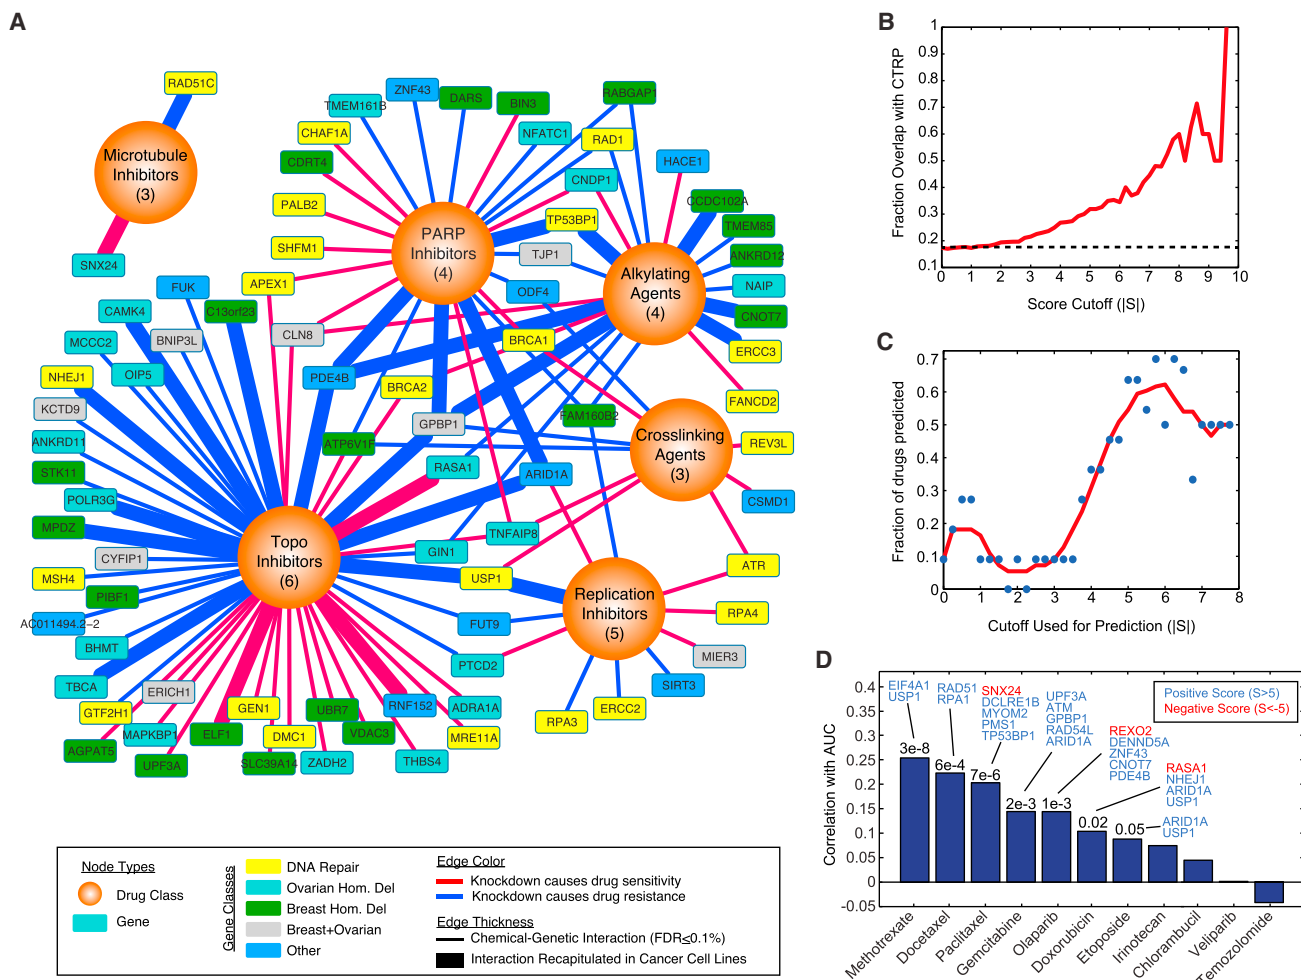 A
RAD51C
Microtubule
Inhibitors
(3)
SNX24
ZNF43
TMEM161B
DARS
BIN3
RABGAP1
CHAF1A
NFATC1
RAD1
CDRT4
HACE1
CNDP1
PALB2
CCDC102A
TP53BP1
TMEM85
SHFM1
PARP
Inhibitors
(4)
TJP1
ANKRD12
Alkylating
Agents
(4)
APEX1
FUK
ODF4
NAIP
CAMK4
C13orf23
CNOT7
MCCC2
BNIP3L
CLN8
BRCA1
ERCC3
OIP5
NHEJ1
PDE4B
BRCA2
FANCD2
KCTD9
GPBP1
FAM160B2
ANKRD11
ATP6V1F
Crosslinking
Agents
(3)
REV3L
STK11
RASA1
ARID1A
POLR3G
CSMD1
MPDZ
Topo
Inhibitors
(6)
TNFAIP8
CYFIP1
GIN1
ATR
MSH4
USP1
PIBF1
Replication
Inhibitors
(5)
RPA4
AC011494.2-2
FUT9
BHMT
MIER3
PTCD2
TBCA
ERICH1
SIRT3
GTF2H1
GEN1
UBR7
RNF152
ADRA1A
ERCC2
MAPKBP1
ELF1
VDAC3
RPA3
AGPAT5
DMC1
MRE11A
UPF3A
SLC39A14
ZADH2
THBS4
Node Types
Drug Class
Gene
Gene Classes
DNA Repair
Ovarian Hom. Del
Breast Hom. Del
Breast+Ovarian
Other
Edge Color
Knockdown causes drug sensitivity
Knockdown causes drug resistance
Edge Thickness
Chemical-Genetic Interaction (FDR≤0.1%)
Interaction Recapitulated in Cancer Cell Lines
B
Fraction Overlap with CTRP
1
0.9
0.8
0.7
0.6
0.5
0.4
0.3
0.2
0.1
0 1 2 3 4 5 6 7 8 9 10
Score Cutoff (|S|)
C
Fraction of drugs predicted
0.7
0.6
0.5
0.4
0.3
0.2
0.1
0
0 1 2 3 4 5 6 7 8
Cutoff Used for Prediction (|S|)
D
Correlation with AUC
0.4
0.35
0.3
0.25
0.2
0.15
0.1
0.05
0
-0.05
Positive Score (S>5)
Negative Score (S<-5)
EIF4A1
USP1
3e-8
RAD51
RPA1
6e-4
SNX24
DCLRE1B
MYOM2
PMS1
TP53BP1
7e-6
UPF3A
ATM
GPBP1
RAD54L
ARID1A
2e-3
REXO2
DENND5A
ZNF43
CNOT7
PDE4B
1e-3
RASA1
NHEJ1
ARID1A
USP1
0.02
ARID1A
USP1
0.05
Methotrexate
Docetaxel
Paclitaxel
Gemcitabine
Olaparib
Doxorubicin
Etoposide
Irinotecan
Chlorambucil
Veliparib
Temozolomide